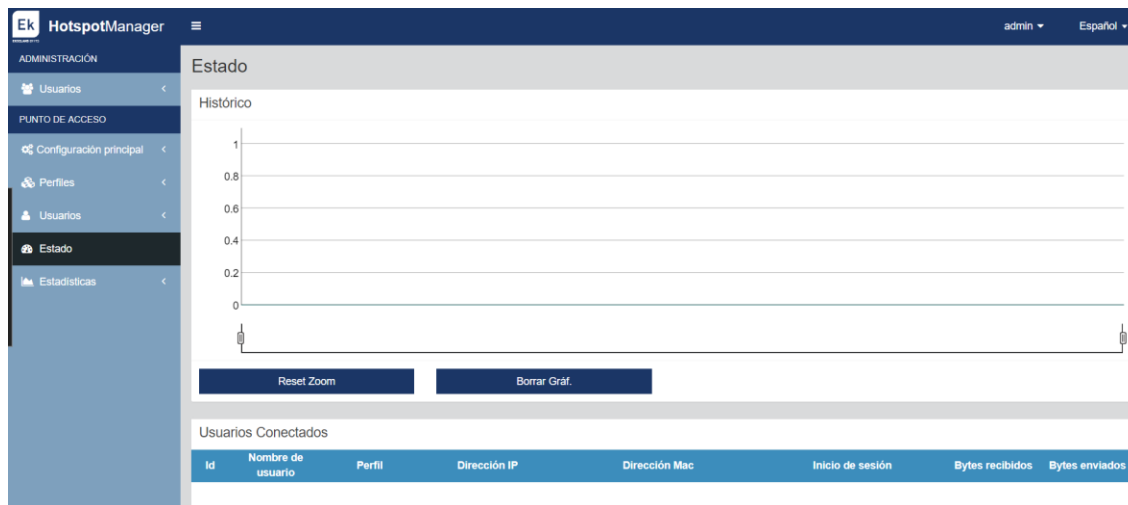 Ek HotspotManager
admin
Español
ADMINISTRACIÓN
Usuarios
PUNTO DE ACCESO
Configuración principal
Perfiles
Usuarios
Estado
Estadísticas
Estado
Histórico
1
0.8
0.6
0.4
0.2
0
Reset Zoom
Borrar Gráf.
Usuarios Conectados
Id
Nombre de
usuario
Perfil
Dirección IP
Dirección Mac
Inicio de sesión
Bytes recibidos
Bytes enviados